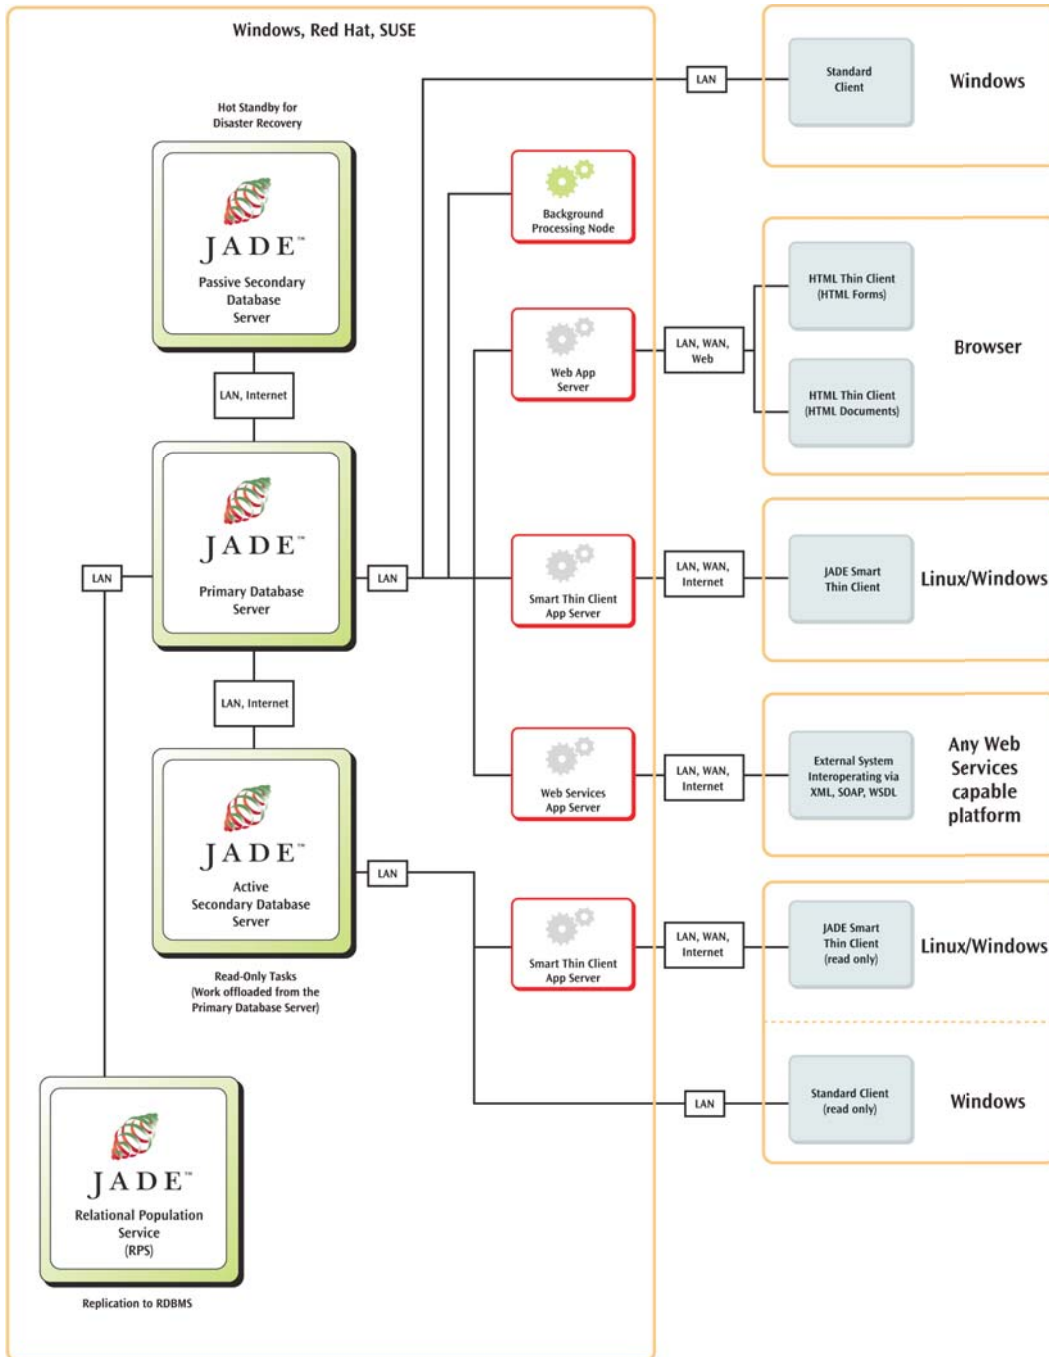 Windows, Red Hat, SUSE
Hot Standby for
Disaster Recovery
JADE™
Passive Secondary
Database
Server
LAN, Internet
JADE™
Primary Database
Server
LAN
LAN
LAN, Internet
JADE™
Active
Secondary Database
Server
LAN
Read-Only Tasks
(Work offloaded from the
Primary Database Server)
JADE™
Relational Population
Service
(RPS)
Replication to RDBMS
Background
Processing Node
Web App
Server
Smart Thin Client
App Server
Web Services
App Server
Smart Thin Client
App Server
LAN
Standard
Client
Windows
LAN, WAN,
Web
HTML Thin Client
(HTML Forms)
HTML Thin Client
(HTML Documents)
Browser
LAN, WAN,
Internet
JADE Smart
Thin Client
Linux/Windows
LAN, WAN,
Internet
External System
Interoperating via
XML, SOAP, WSDL
Any Web
Services
capable
platform
LAN, WAN,
Internet
JADE Smart
Thin Client
(read only)
Linux/Windows
LAN
Standard Client
(read only)
Windows